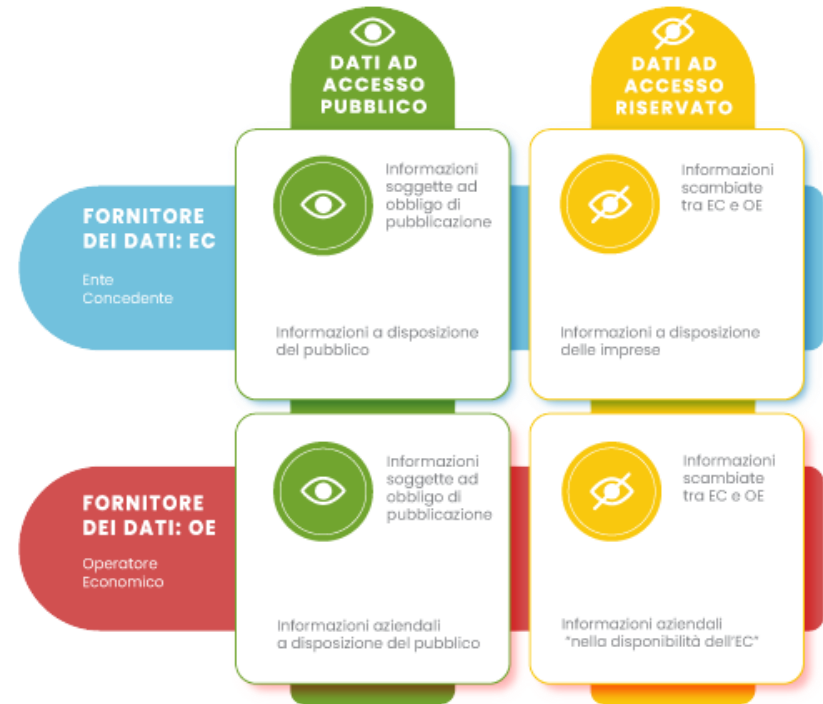 DATI AD
ACCESSO
PUBBLICO
DATI AD
ACCESSO
RISERVATO
FORNITORE
DEI DATI: EC
Ente
Concedente
Informazioni
soggette ad
obbligo di
pubblicazione
Informazioni a disposizione
del pubblico
Informazioni
scambiate
tra EC e OE
Informazioni a disposizione
delle imprese
FORNITORE
DEI DATI: OE
Operatore
Economico
Informazioni
soggette ad
obbligo di
pubblicazione
Informazioni aziendali
a disposizione del pubblico
Informazioni
scambiate
tra EC e OE
Informazioni aziendali
“nella disponibilità dell’EC”